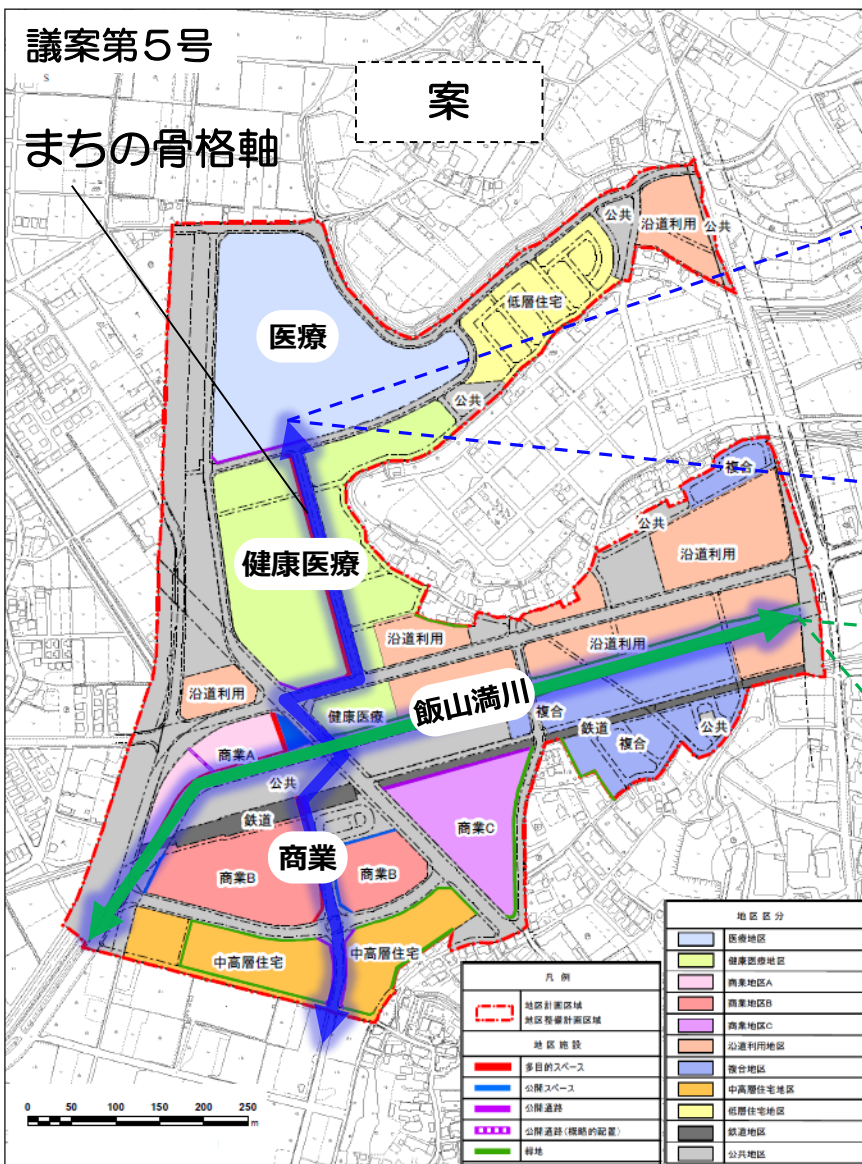 議案第5号
案
まちの骨格軸
S
公共
沿道利用
公共
低層住宅
医療
公共
複合
公共
沿道利用
健康医療
沿道利用
沿道利用
沿道利用
飯山満川
健康医療
複合
鉄道
複合
公共
商業A
公共
鉄道
商業C
商業
商業B
商業B
中高層住宅
中高層住宅
0 50 100 150 200 250
m
凡例
地区計画区域
地区整備計画区域
地区施設
多目的スペース
公開スペース
公開通路
公開通路(概略的配置)
緑地
地区区分
医療地区
健康医療地区
商業地区A
商業地区B
商業地区C
沿道利用地区
複合地区
中高層住宅地区
低層住宅地区
鉄道地区
公共地区